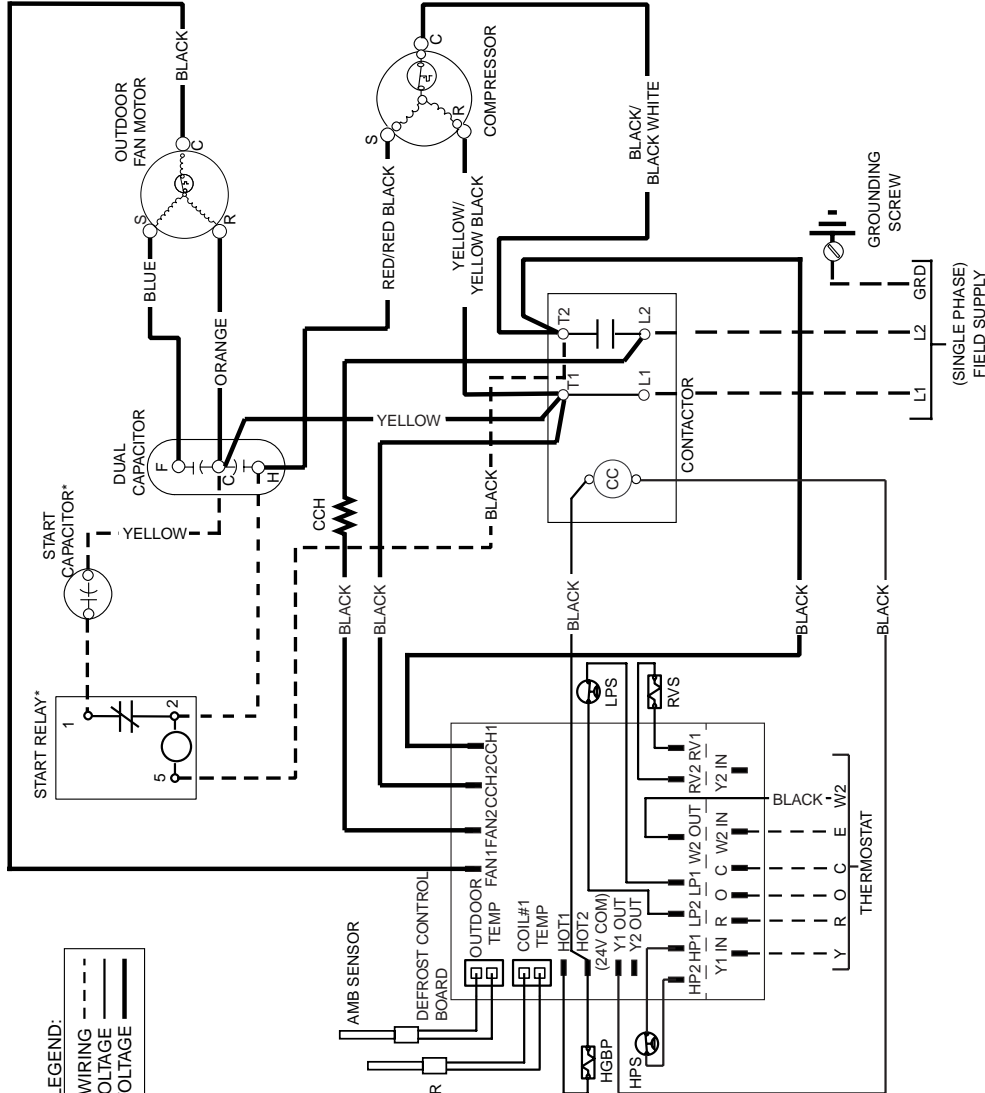 BLACK
OUTDOOR
FAN MOTOR
S
C
R
BLUE
ORANGE
COMPRESSOR
C
S
R
RED/RED BLACK
YELLOW/
YELLOW BLACK
BLACK/
BLACK WHITE
GROUNDING
SCREW
GRD
L2
L1
(SINGLE PHASE)
FIELD SUPPLY
T2
L2
T1
L1
CC
CONTACTOR
DUAL
CAPACITOR
F
C
H
YELLOW
START
CAPACITOR*
YELLOW
CCH
BLACK
BLACK
BLACK
BLACK
BLACK
BLACK
START RELAY*
1
2
5
LPS
RVS
FAN1 FAN2 CCH2 CCH1
DEFROST CONTROL
BOARD
OUTDOOR
TEMP
COIL#1
TEMP
HOT1
HOT2
(24V COM)
Y1 OUT
Y2 OUT
HP2 HP1 LP2 LP1 W2 OUT RV2 RV1
Y1 IN R O C W2 IN Y2 IN
BLACK
Y R O C E W2
THERMOSTAT
AMB SENSOR
HGBP
HPS
R
LEGEND:
WIRING
OLTAGE
OLTAGE